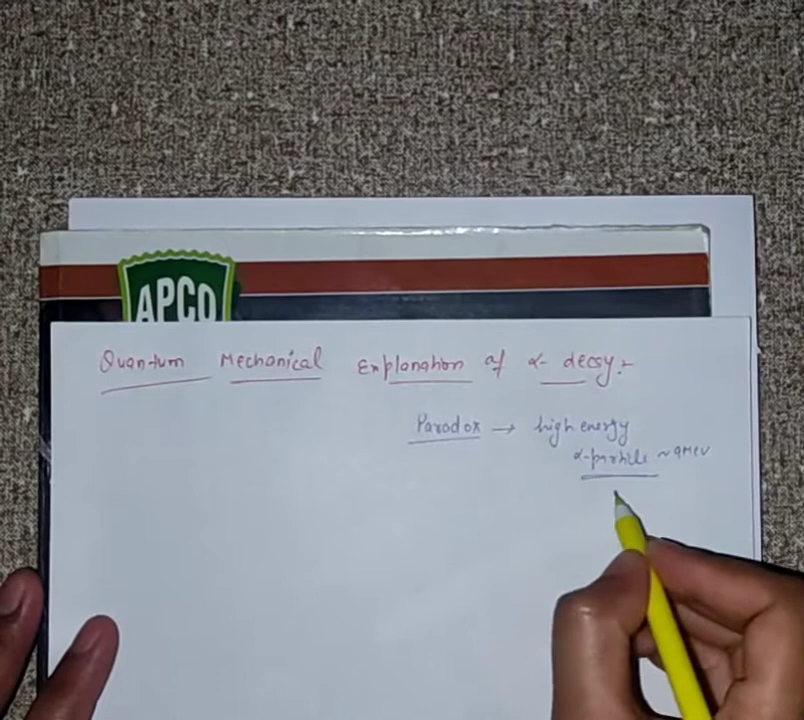 APCO
Quantum Mechanical Explanation of α- decay:-
Paradox → high energy
α-particle ~ 9MeV